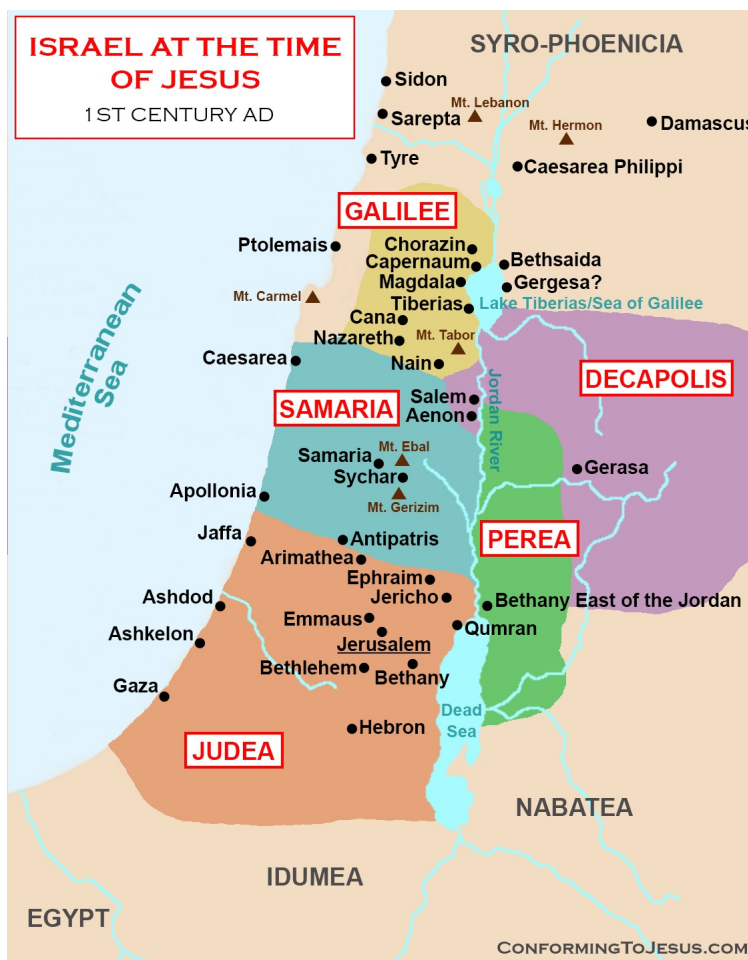 ISRAEL AT THE TIME
OF JESUS
1ST CENTURY AD
SYRO-PHOENICIA
Sidon
Mt. Lebanon
Sarepta
Mt. Hermon
Damascus
Tyre
Caesarea Philippi
GALILEE
Ptolemais
Chorazin
Capernaum
Bethsaida
Magdala
Gergesa?
Mt. Carmel
Tiberias
Lake Tiberias/Sea of Galilee
Cana
Nazareth
Mt. Tabor
Mediterranean
Sea
Caesarea
Nain
Jordan River
DECAPOLIS
Salem
SAMARIA
Aenon
Mt. Ebal
Samaria
Gerasa
Sychar
Apollonia
Mt. Gerizim
Jaffa
Antipatris
PEREA
Arimathea
Ephraim
Jericho
Ashdod
Bethany East of the Jordan
Emmaus
Qumran
Ashkelon
Jerusalem
Bethlehem
Bethany
Gaza
Dead
Sea
Hebron
JUDEA
NABATEA
IDUMEA
EGYPT
CONFORMINGTOJESUS.COM